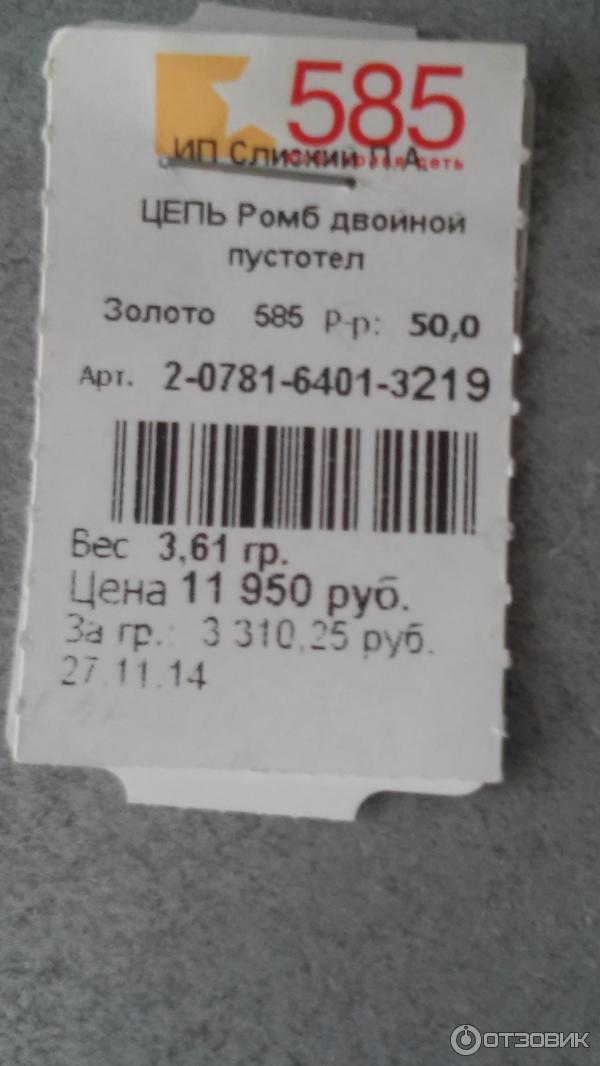 585
ИП Слиский П.А
ЦЕПЬ Ромб двойной
пустотел
Золото 585 Р-р: 50,0
Арт. 2-0781-6401-3219
Вес 3,61 гр.
Цена 11 950 руб.
За гр.: 3 310,25 руб.
27.11.14
ОТЗОВИК